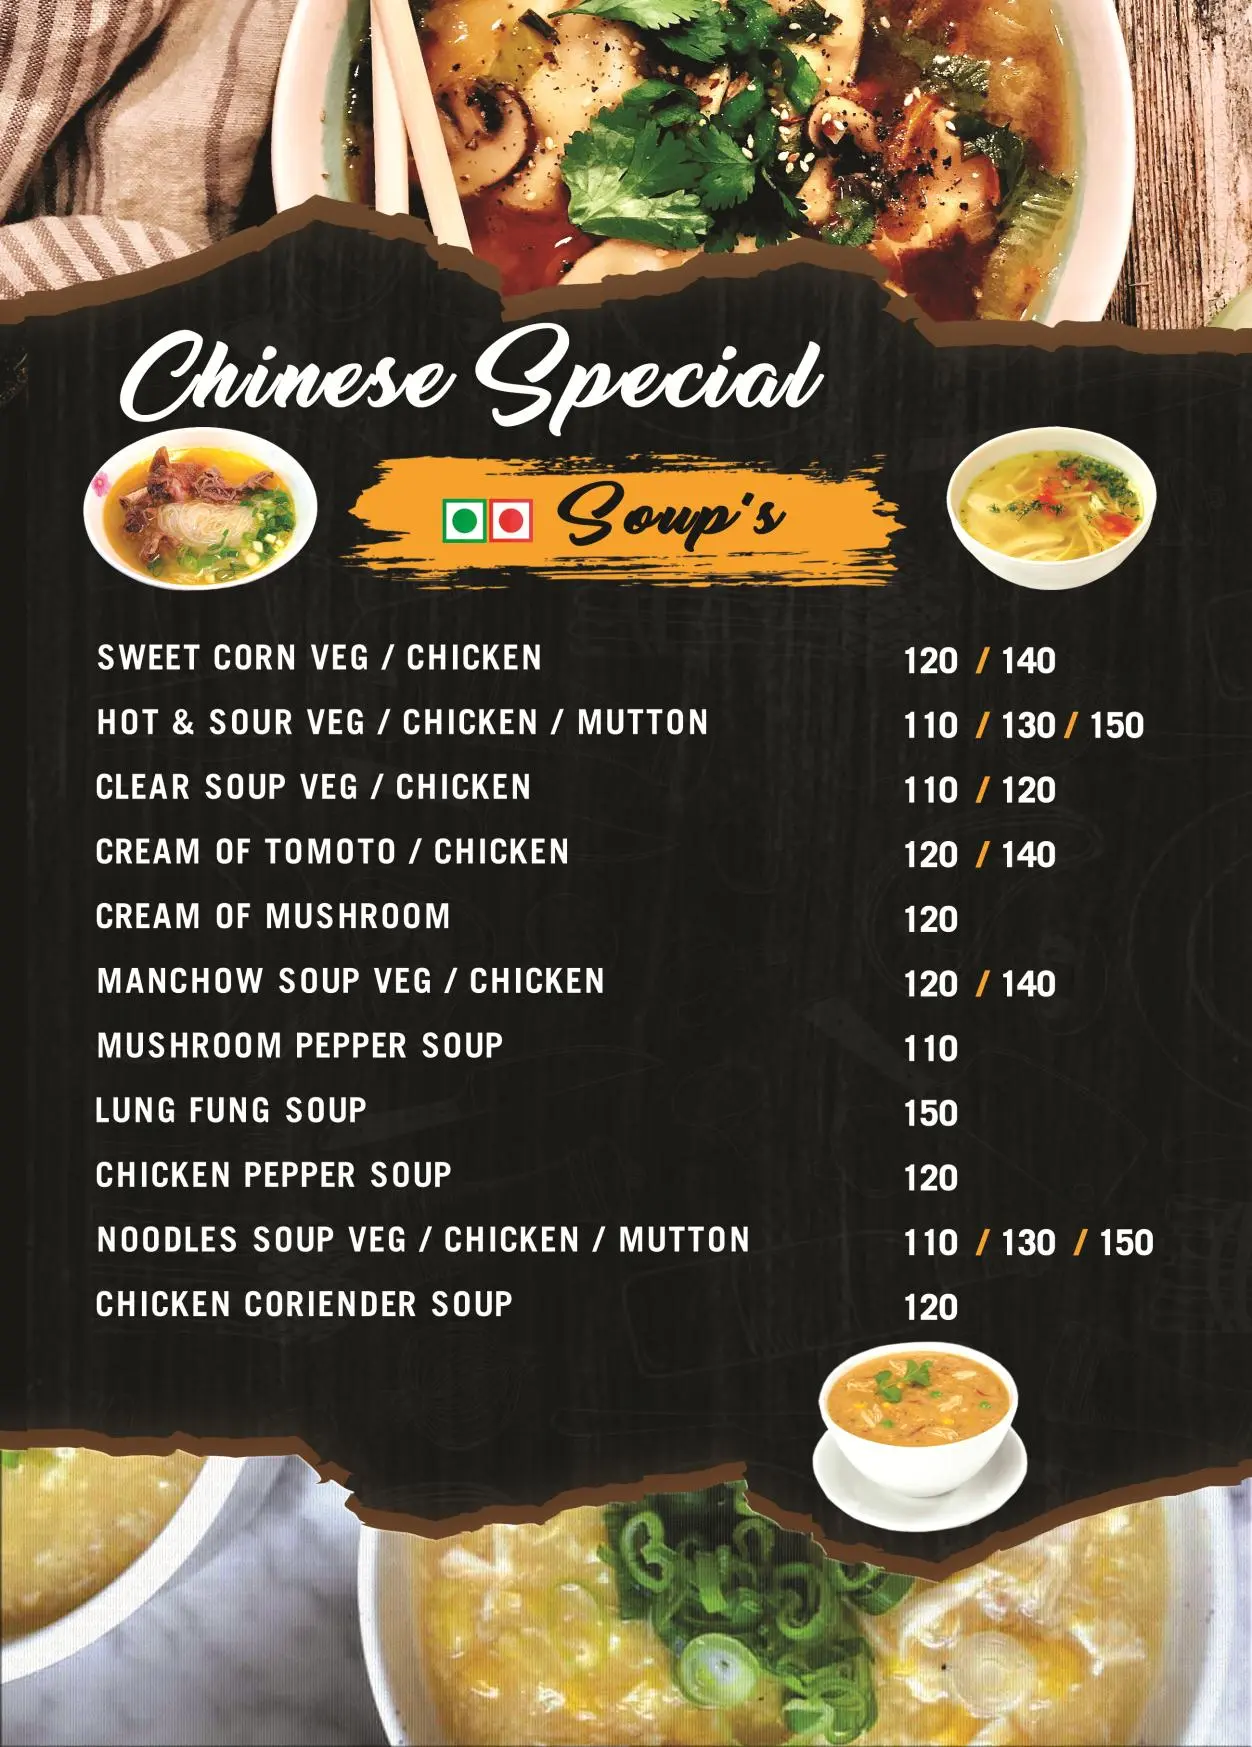 Chinese Special
Soup's
SWEET CORN VEG / CHICKEN 120 / 140
HOT & SOUR VEG / CHICKEN / MUTTON 110 / 130 / 150
CLEAR SOUP VEG / CHICKEN 110 / 120
CREAM OF TOMOTO / CHICKEN 120 / 140
CREAM OF MUSHROOM 120
MANCHOW SOUP VEG / CHICKEN 120 / 140
MUSHROOM PEPPER SOUP 110
LUNG FUNG SOUP 150
CHICKEN PEPPER SOUP 120
NOODLES SOUP VEG / CHICKEN / MUTTON 110 / 130 / 150
CHICKEN CORIENDER SOUP 120